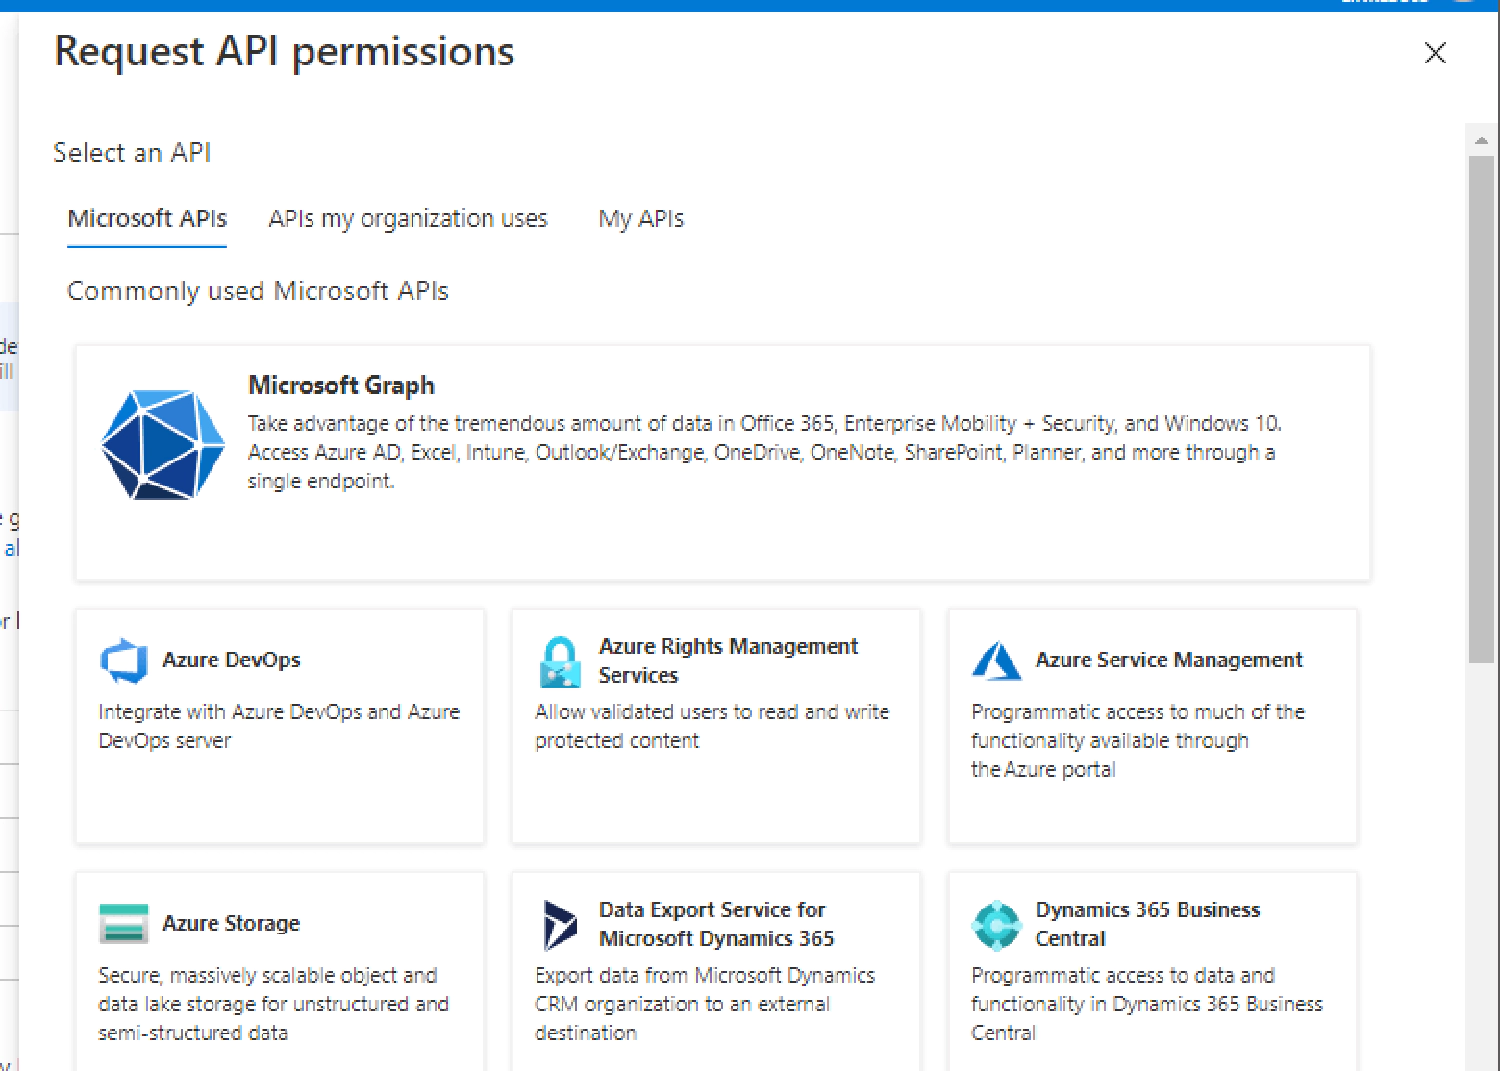 Request API permissions
Select an API
Microsoft APIs
APIs my organization uses
My APIs
Commonly used Microsoft APIs
Microsoft Graph
Take advantage of the tremendous amount of data in Office 365, Enterprise Mobility + Security, and Windows 10.
Access Azure AD, Excel, Intune, Outlook/Exchange, OneDrive, OneNote, SharePoint, Planner, and more through a
single endpoint.
Azure DevOps
Integrate with Azure DevOps and Azure
DevOps server
Azure Rights Management
Services
Allow validated users to read and write
protected content
Azure Service Management
Programmatic access to much of the
functionality available through
the Azure portal
Azure Storage
Secure, massively scalable object and
data lake storage for unstructured and
semi-structured data
Data Export Service for
Microsoft Dynamics 365
Export data from Microsoft Dynamics
CRM organization to an external
destination
Dynamics 365 Business
Central
Programmatic access to data and
functionality in Dynamics 365 Business
Central